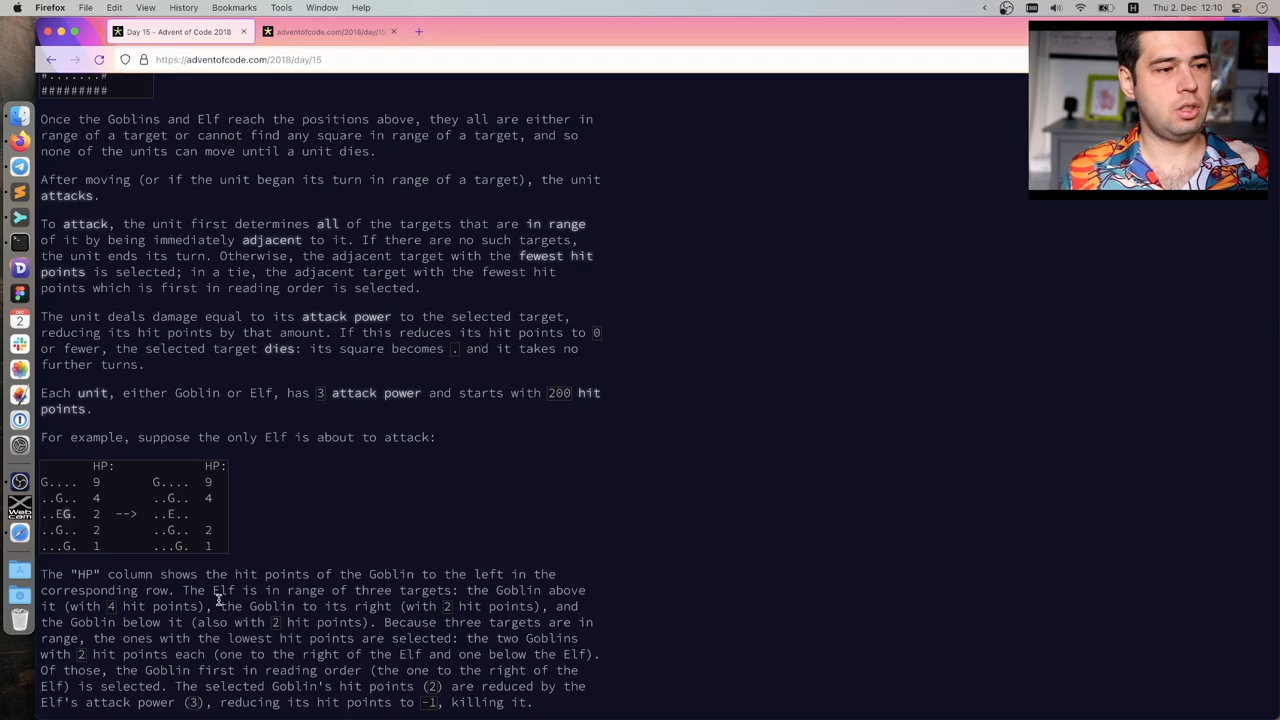 Firefox File Edit View History Bookmarks Tools Window Help
Thu 2. Dec 12:10
Day 15 - Advent of Code 2018
adventofcode.com/2018/day/15/
https://adventofcode.com/2018/day/15
#.......#
#########
Once the Goblins and Elf reach the positions above, they all are either in
range of a target or cannot find any square in range of a target, and so
none of the units can move until a unit dies.
After moving (or if the unit began its turn in range of a target), the unit
attacks.
To attack, the unit first determines all of the targets that are in range
of it by being immediately adjacent to it. If there are no such targets,
the unit ends its turn. Otherwise, the adjacent target with the fewest hit
points is selected; in a tie, the adjacent target with the fewest hit
points which is first in reading order is selected.
The unit deals damage equal to its attack power to the selected target,
reducing its hit points by that amount. If this reduces its hit points to 0
or fewer, the selected target dies: its square becomes . and it takes no
further turns.
Each unit, either Goblin or Elf, has 3 attack power and starts with 200 hit
points.
For example, suppose the only Elf is about to attack:
HP: HP:
G.... 9 G.... 9
..G.. 4 ..G.. 4
..EG. 2 --> ..E..
..G.. 2 ..G.. 2
...G. 1 ...G. 1
The "HP" column shows the hit points of the Goblin to the left in the
corresponding row. The Elf is in range of three targets: the Goblin above
it (with 4 hit points), the Goblin to its right (with 2 hit points), and
the Goblin below it (also with 2 hit points). Because three targets are in
range, the ones with the lowest hit points are selected: the two Goblins
with 2 hit points each (one to the right of the Elf and one below the Elf).
Of those, the Goblin first in reading order (the one to the right of the
Elf) is selected. The selected Goblin's hit points (2) are reduced by the
Elf's attack power (3), reducing its hit points to -1, killing it.